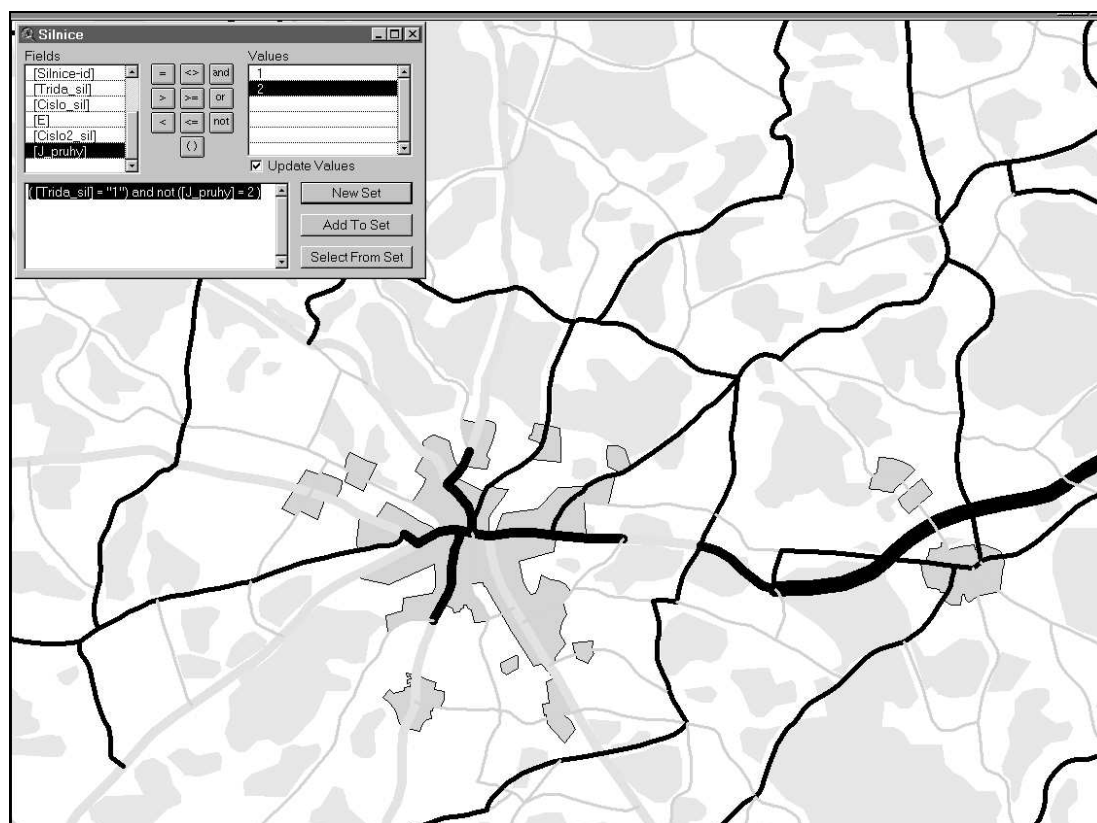 Silnice
Fields
Values
[Silnice-id]
[Trida_sil]
[Cislo_sil]
[E]
[Cislo2_sil]
[J_pruhy]
= <> and
> >= or
< <= not
( )
1
2
Update Values
( [Trida_sil] = "1") and not ([J_pruhy] = 2 )
New Set
Add To Set
Select From Set